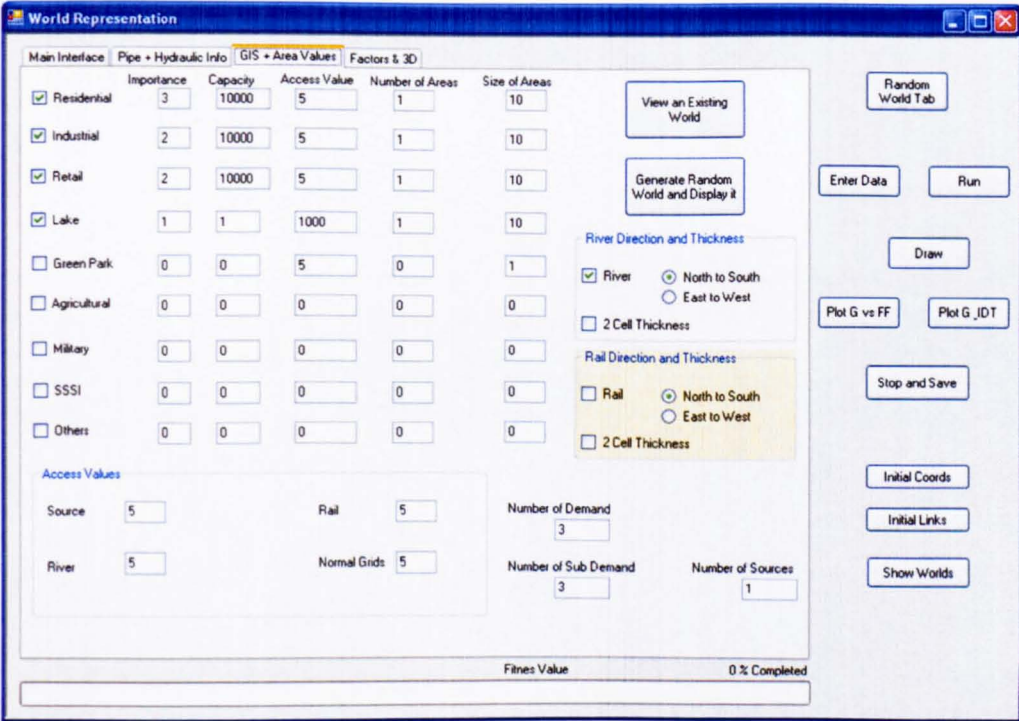 World Representation
Main Interface Pipe + Hydraulic Info GIS + Area Values Factors & 3D
Importance Capacity Access Value Number of Areas Size of Areas
Residential 3 10000 5 1 10
Industrial 2 10000 5 1 10
Retail 2 10000 5 1 10
Lake 1 1 1000 1 10
Green Park 0 0 5 0 1
Agricultural 0 0 0 0 0
Military 0 0 0 0 0
SSSI 0 0 0 0 0
Others 0 0 0 0 0
View an Existing
World
Generate Random
World and Display it
River Direction and Thickness
River North to South
East to West
2 Cell Thickness
Rail Direction and Thickness
Rail North to South
East to West
2 Cell Thickness
Access Values
Source 5 Rail 5
River 5 Normal Grids 5
Number of Demand
3
Number of Sub Demand
3
Number of Sources
1
Random
World Tab
Enter Data Run
Draw
Plot G vs FF Plot G_IDT
Stop and Save
Initial Coords
Initial Links
Show Worlds
Fitnes Value 0 % Completed